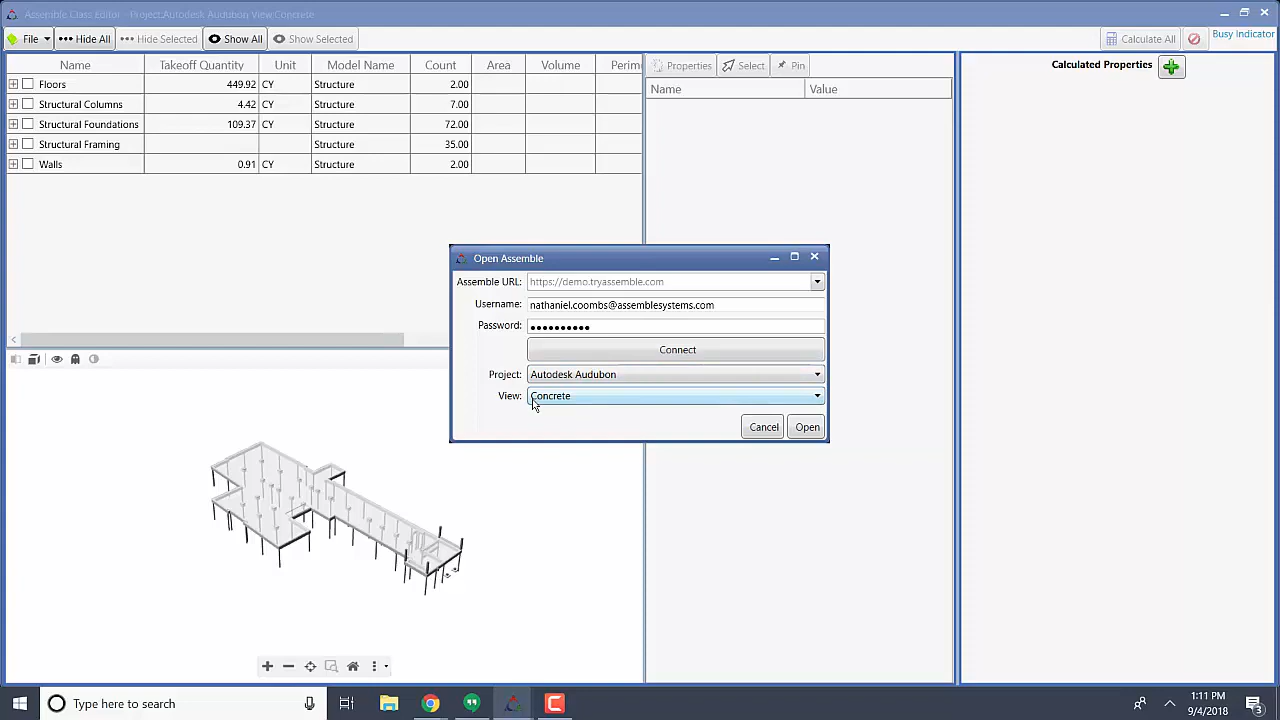 Assemble Class Editor - Project:Autodesk Audubon View:Concrete
File Hide All Hide Selected Show All Show Selected Calculate All Busy Indicator
Name Takeoff Quantity Unit Model Name Count Area Volume Perim
Floors 449.92 CY Structure 2.00
Structural Columns 4.42 CY Structure 7.00
Structural Foundations 109.37 CY Structure 72.00
Structural Framing Structure 35.00
Walls 0.91 CY Structure 2.00
Properties Select Pin
Name Value
Calculated Properties
Open Assemble
Assemble URL: https://demo.tryassemble.com
Username: nathaniel.coombs@assemblesystems.com
Password: ●●●●●●●●●●
Connect
Project: Autodesk Audubon
View: Concrete
Cancel Open
Type here to search
1:11 PM
9/4/2018
3